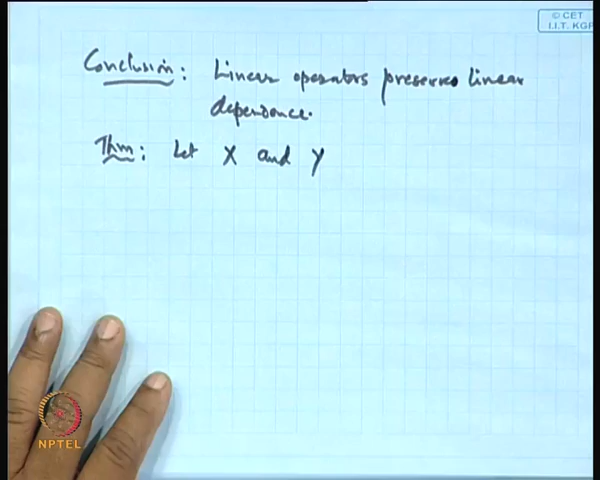 © CET
I.I.T. KGP
Conclusion: Linear operators preserves linear
dependence.
Thm: Let X and Y
NPTEL